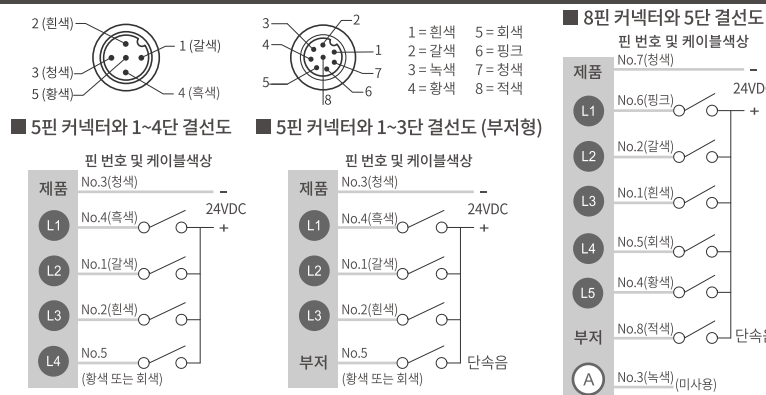 2 (흰색)
1 (갈색)
3 (청색)
5 (황색)
4 (흑색)
3
2
4
1
7
5
6
8
1 = 흰색 5 = 회색
2 = 갈색 6 = 핑크
3 = 녹색 7 = 청색
4 = 황색 8 = 적색
■ 5핀 커넥터와 1~4단 결선도
핀 번호 및 케이블색상
제품 No.3(청색) –
24VDC
L1 No.4(흑색) +
L2 No.1(갈색)
L3 No.2(흰색)
L4 No.5
(황색 또는 회색)
■ 5핀 커넥터와 1~3단 결선도 (부저형)
핀 번호 및 케이블색상
제품 No.3(청색) –
24VDC
L1 No.4(흑색) +
L2 No.1(갈색)
L3 No.2(흰색)
부저 No.5 단속음
(황색 또는 회색)
■ 8핀 커넥터와 5단 결선도
핀 번호 및 케이블색상
제품 No.7(청색) –
24VD
L1 No.6(핑크) +
L2 No.2(갈색)
L3 No.1(흰색)
L4 No.5(회색)
L5 No.4(황색)
부저 No.8(적색) 단속
A No.3(녹색) (미사용)